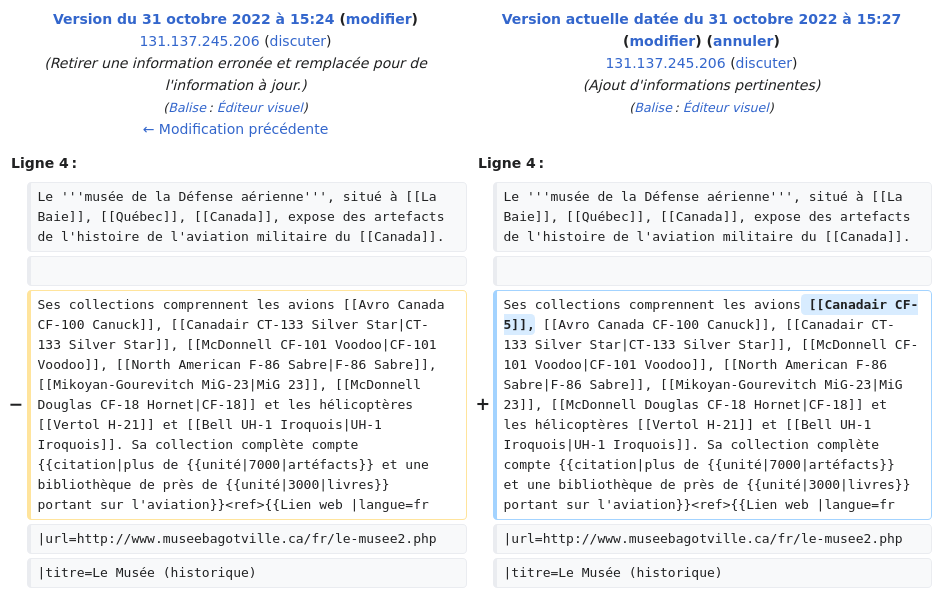 Version du 31 octobre 2022 à 15:24 (modifier)
131.137.245.206 (discuter)
(Retirer une information erronée et remplacée pour de
l'information à jour.)
(Balise : Éditeur visuel)
← Modification précédente
Version actuelle datée du 31 octobre 2022 à 15:27
(modifier) (annuler)
131.137.245.206 (discuter)
(Ajout d'informations pertinentes)
(Balise : Éditeur visuel)
Ligne 4 :
Le '''musée de la Défense aérienne''', situé à [[La
Baie]], [[Québec]], [[Canada]], expose des artefacts
de l'histoire de l'aviation militaire du [[Canada]].
−
Ses collections comprennent les avions [[Avro Canada
CF-100 Canuck]], [[Canadair CT-133 Silver Star|CT-
133 Silver Star]], [[McDonnell CF-101 Voodoo|CF-101
Voodoo]], [[North American F-86 Sabre|F-86 Sabre]],
[[Mikoyan-Gourevitch MiG-23|MiG 23]], [[McDonnell
Douglas CF-18 Hornet|CF-18]] et les hélicoptères
[[Vertol H-21]] et [[Bell UH-1 Iroquois|UH-1
Iroquois]]. Sa collection complète compte
{{citation|plus de {{unité|7000|artéfacts}} et une
bibliothèque de près de {{unité|3000|livres}}
portant sur l'aviation}}<ref>{{Lien web |langue=fr
|url=http://www.museebagotville.ca/fr/le-musee2.php
|titre=Le Musée (historique)
Ligne 4 :
Le '''musée de la Défense aérienne''', situé à [[La
Baie]], [[Québec]], [[Canada]], expose des artefacts
de l'histoire de l'aviation militaire du [[Canada]].
+
Ses collections comprennent les avions [[Canadair CF-
5]], [[Avro Canada CF-100 Canuck]], [[Canadair CT-
133 Silver Star|CT-133 Silver Star]], [[McDonnell CF-
101 Voodoo|CF-101 Voodoo]], [[North American F-86
Sabre|F-86 Sabre]], [[Mikoyan-Gourevitch MiG-23|MiG
23]], [[McDonnell Douglas CF-18 Hornet|CF-18]] et
les hélicoptères [[Vertol H-21]] et [[Bell UH-1
Iroquois|UH-1 Iroquois]]. Sa collection complète
compte {{citation|plus de {{unité|7000|artéfacts}}
et une bibliothèque de près de {{unité|3000|livres}}
portant sur l'aviation}}<ref>{{Lien web |langue=fr
|url=http://www.museebagotville.ca/fr/le-musee2.php
|titre=Le Musée (historique)